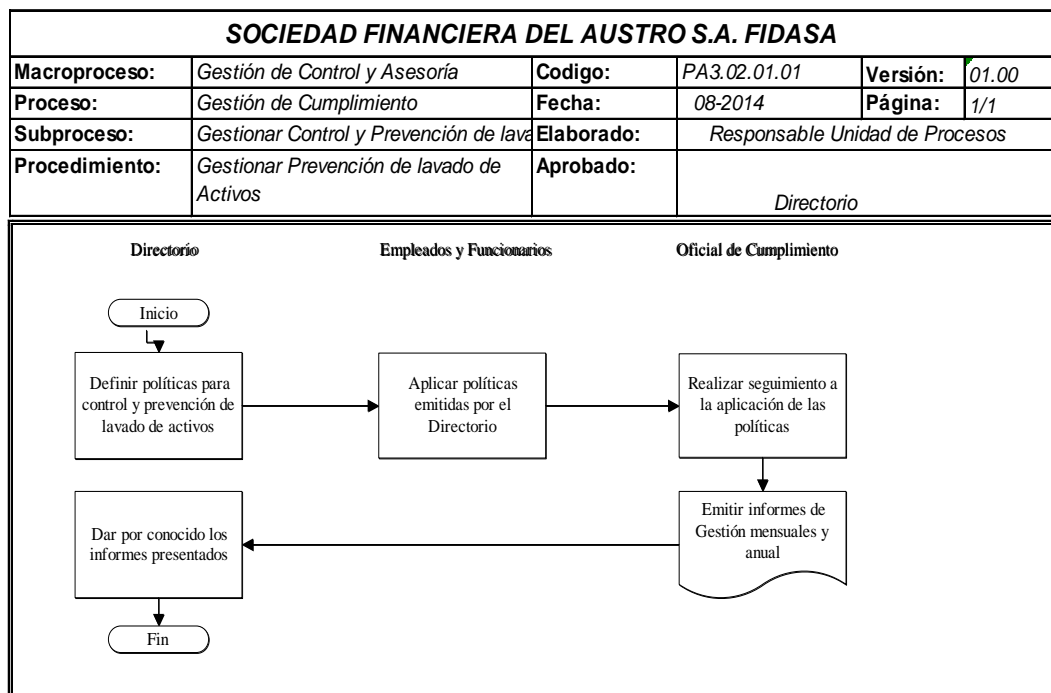 SOCIEDAD FINANCIERA DEL AUSTRO S.A. FIDASA
Macroproceso: Gestión de Control y Asesoría Codigo: PA3.02.01.01 Versión: 01.00
Proceso: Gestión de Cumplimiento Fecha: 08-2014 Página: 1/1
Subproceso: Gestionar Control y Prevención de lava Elaborado: Responsable Unidad de Procesos
Procedimiento: Gestionar Prevención de lavado de Aprobado:
Activos
Directorio
Directorio Empleados y Funcionarios Oficial de Cumplimiento
Inicio
Definir políticas para
control y prevención de
lavado de activos
Aplicar políticas
emitidas por el
Directorio
Realizar seguimiento a
la aplicación de las
políticas
Emitir informes de
Gestión mensuales y
anual
Dar por conocido los
informes presentados
Fin